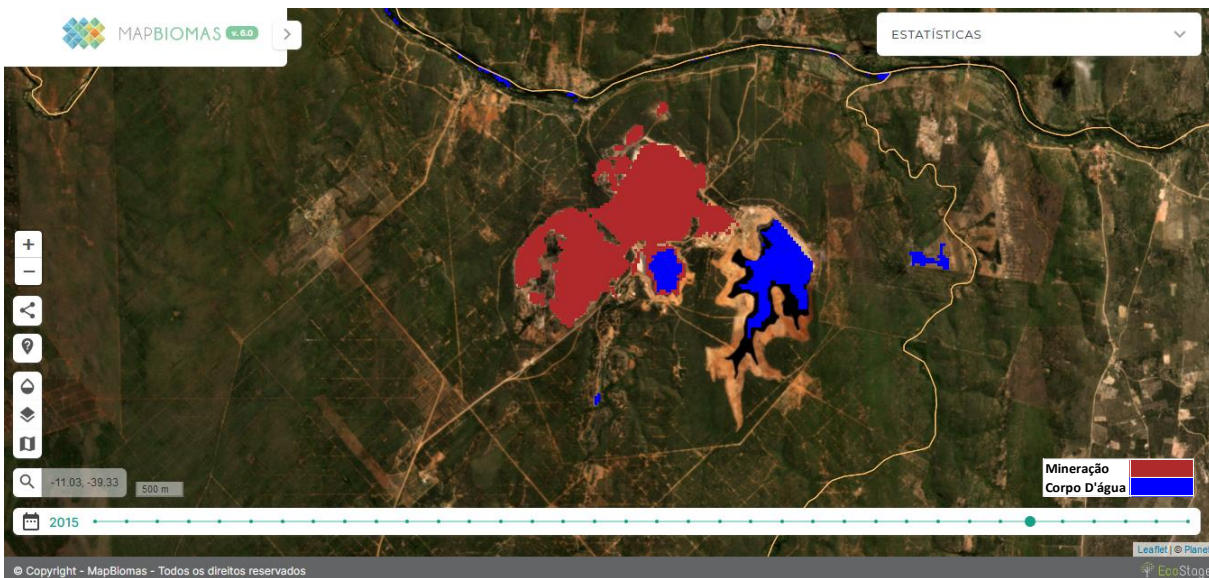 MAPBIOMAS v. 6.0
ESTATÍSTICAS
+
−
-11.03, -39.33
500 m
Mineração
Corpo D'água
2015
Leaflet | © Planet
© Copyright - MapBiomas - Todos os direitos reservados
EcoStage